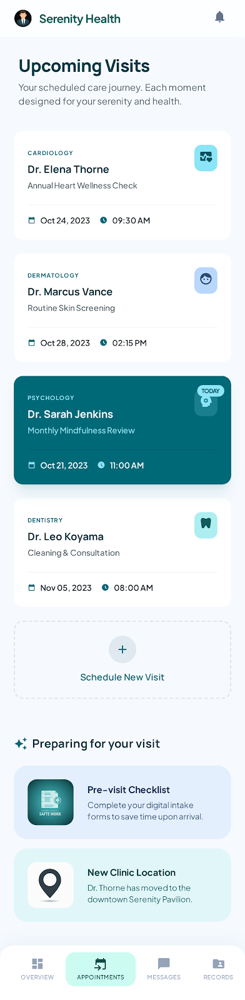 Serenity Health
Upcoming Visits
Your scheduled care journey. Each moment
designed for your serenity and health.
CARDIOLOGY
Dr. Elena Thorne
Annual Heart Wellness Check
Oct 24, 2023 09:30 AM
DERMATOLOGY
Dr. Marcus Vance
Routine Skin Screening
Oct 28, 2023 02:15 PM
TODAY
PSYCHOLOGY
Dr. Sarah Jenkins
Monthly Mindfulness Review
Oct 21, 2023 11:00 AM
DENTISTRY
Dr. Leo Koyama
Cleaning & Consultation
Nov 05, 2023 08:00 AM
Schedule New Visit
Preparing for your visit
SAFTE WORK
Pre-visit Checklist
Complete your digital intake
forms to save time upon arrival.
New Clinic Location
Dr. Thorne has moved to the
downtown Serenity Pavilion.
OVERVIEW APPOINTMENTS MESSAGES RECORDS